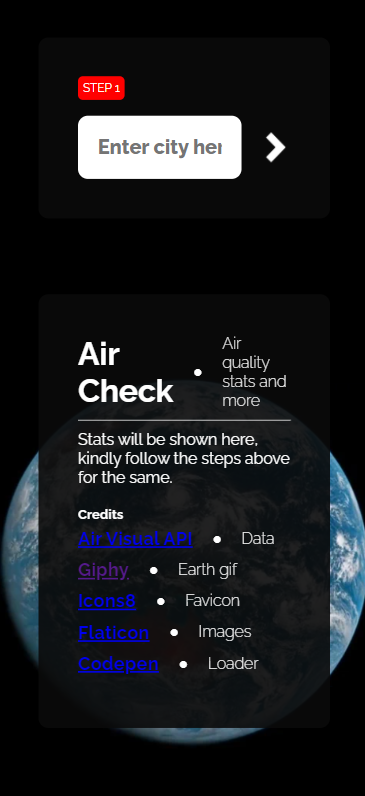 STEP 1
Enter city her
Air Check • Air quality stats and more
Stats will be shown here,
kindly follow the steps above
for the same.
Credits
Air Visual API • Data
Giphy • Earth gif
Icons8 • Favicon
Flaticon • Images
Codepen • Loader